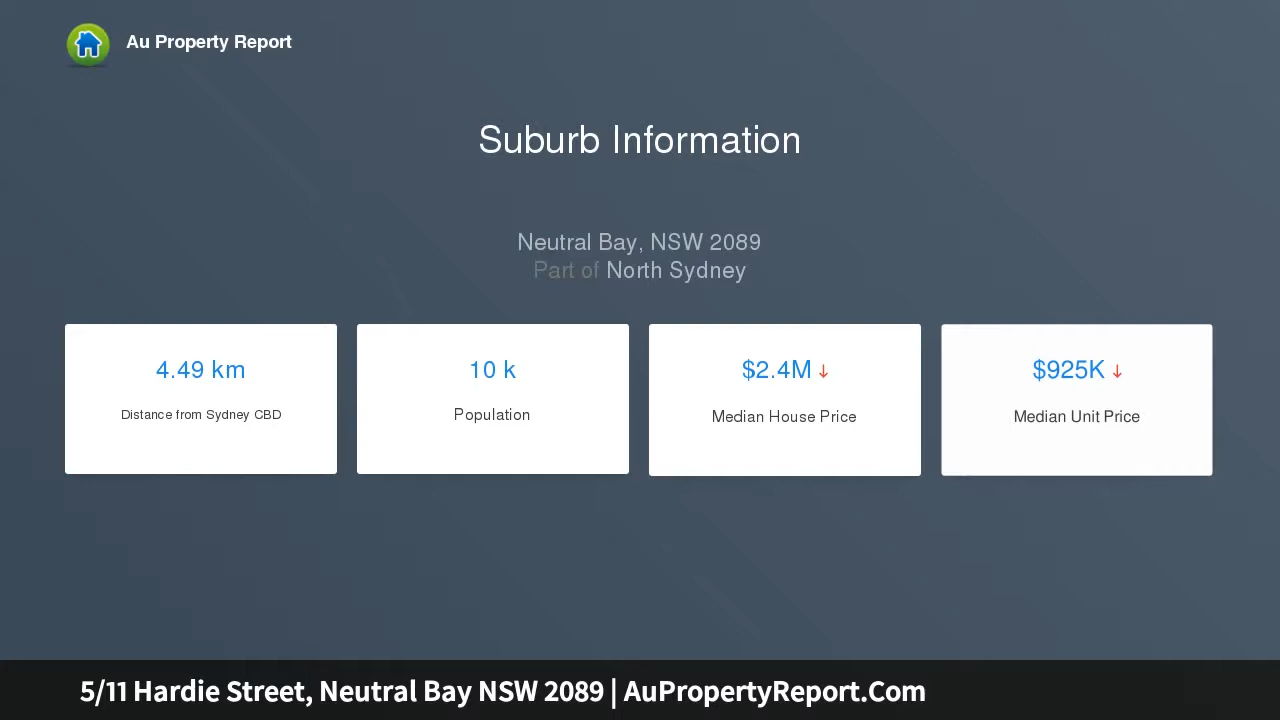 Au Property Report
Suburb Information
Neutral Bay, NSW 2089
Part of North Sydney
4.49 km
Distance from Sydney CBD
10 k
Population
$2.4M ↓
Median House Price
$925K ↓
Median Unit Price
5/11 Hardie Street, Neutral Bay NSW 2089 | AuPropertyReport.Com